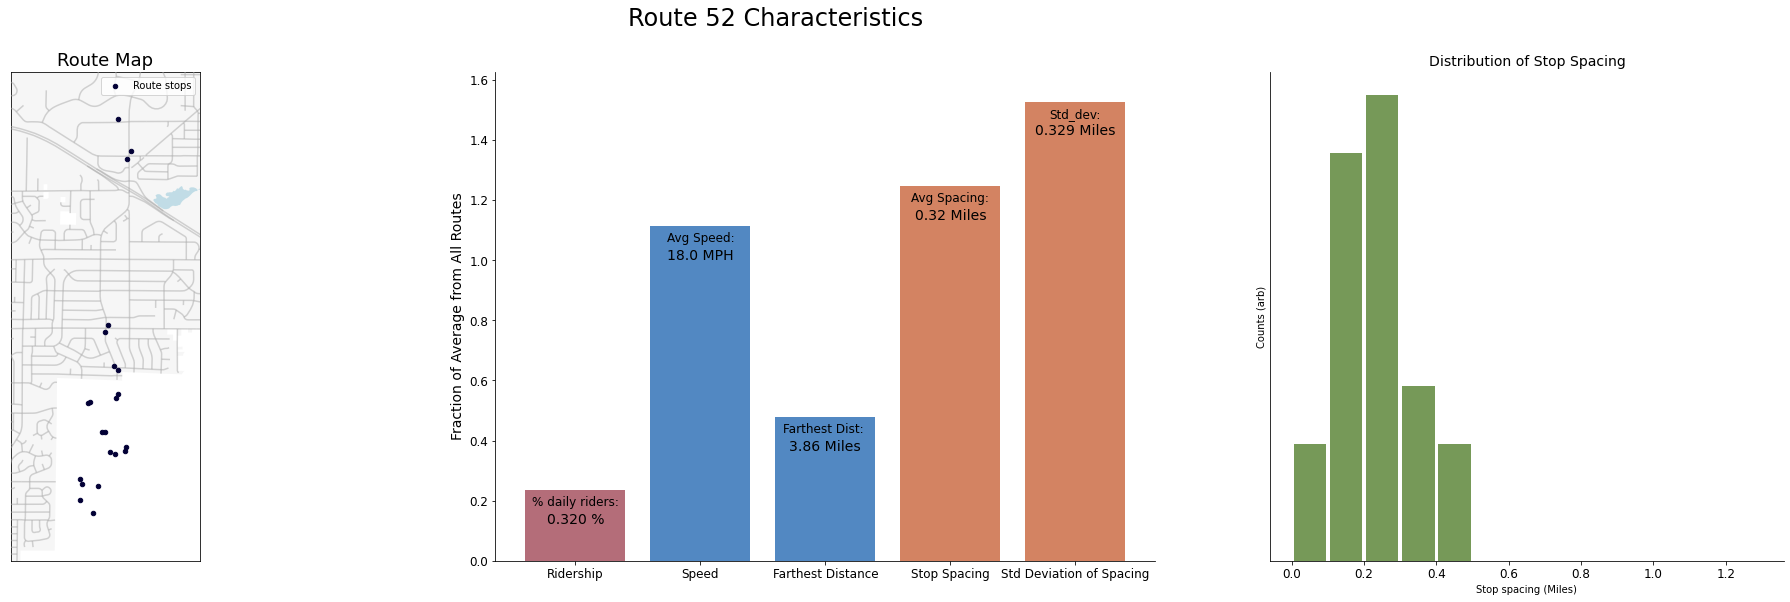 Route 52 Characteristics
Route Map
Route stops
Fraction of Average from All Routes
1.6
1.4
1.2
1.0
0.8
0.6
0.4
0.2
0.0
% daily riders:
0.320 %
Avg Speed:
18.0 MPH
Farthest Dist:
3.86 Miles
Avg Spacing:
0.32 Miles
Std_dev:
0.329 Miles
Ridership
Speed
Farthest Distance
Stop Spacing
Std Deviation of Spacing
Distribution of Stop Spacing
Counts (arb)
0.0 0.2 0.4 0.6 0.8 1.0 1.2
Stop spacing (Miles)